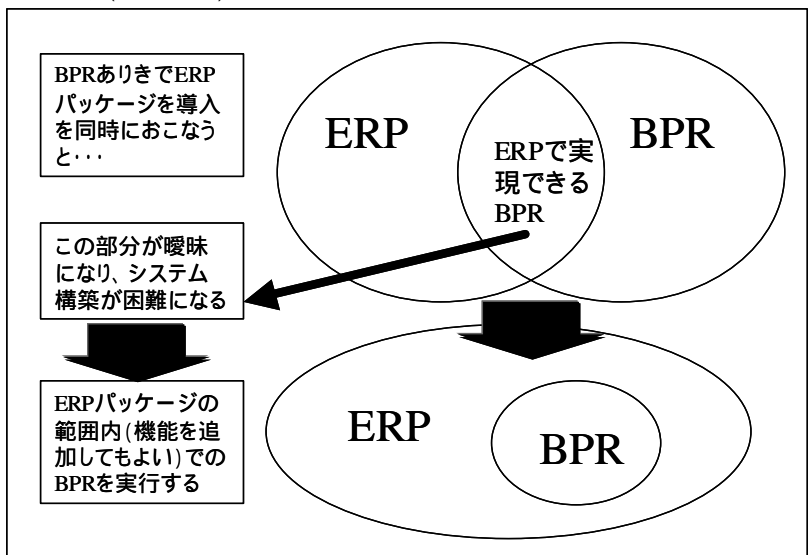 BPRありきでERP
パッケージを導入
を同時におこなう
と・・・
ERP
BPR
ERPで実
現できる
BPR
この部分が曖昧
になり、システム
構築が困難になる
ERPパッケージの
範囲内(機能を追
加してもよい)での
BPRを実行する
ERP
BPR